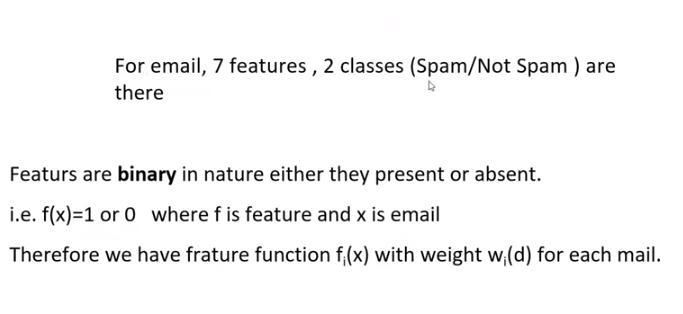 For email, 7 features , 2 classes (Spam/Not Spam ) are
there
Featurs are binary in nature either they present or absent.
i.e. f(x)=1 or 0 where f is feature and x is email
Therefore we have frature function fᵢ(x) with weight wᵢ(d) for each mail.